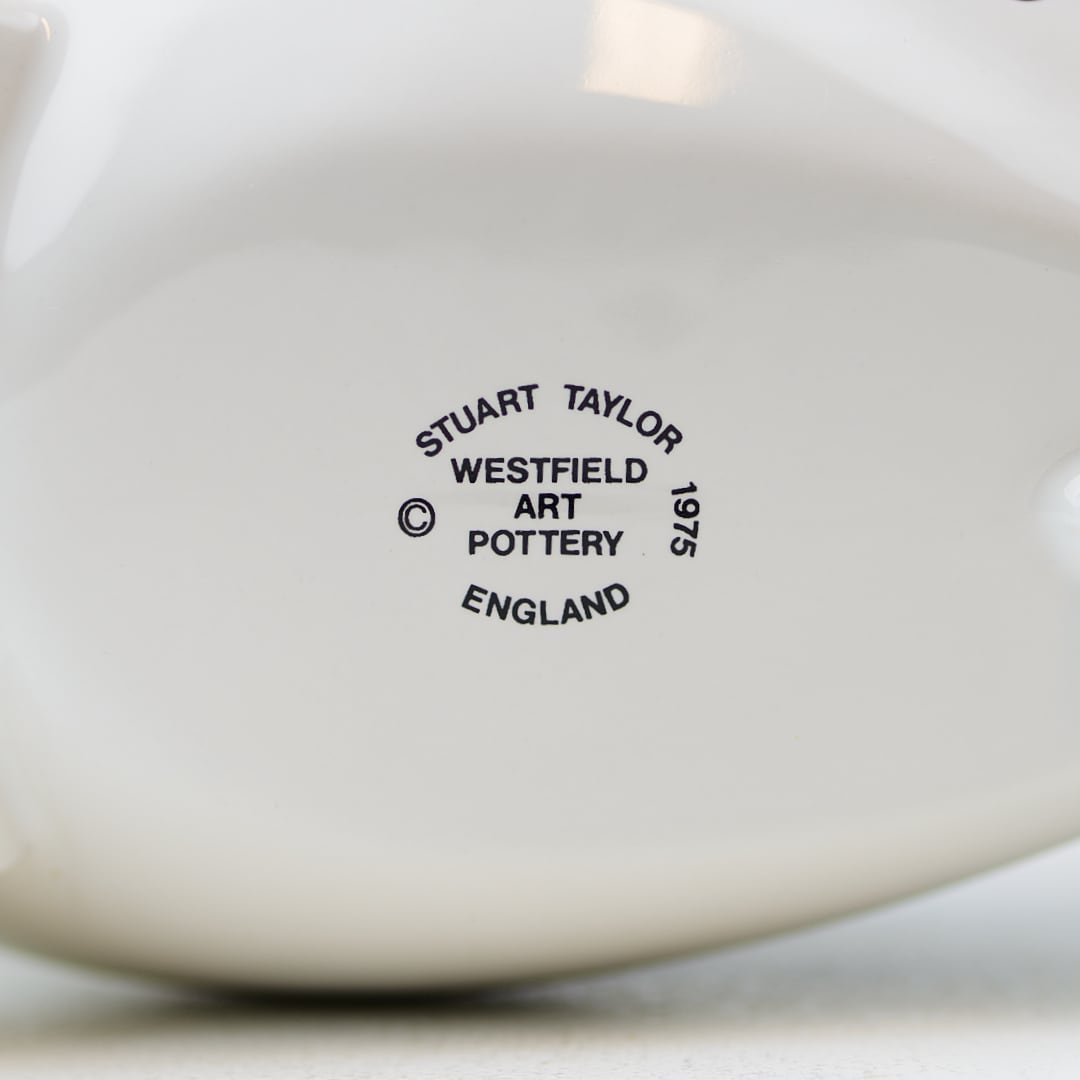 STUART TAYLOR
WESTFIELD
ART
POTTERY
© 1975
ENGLAND